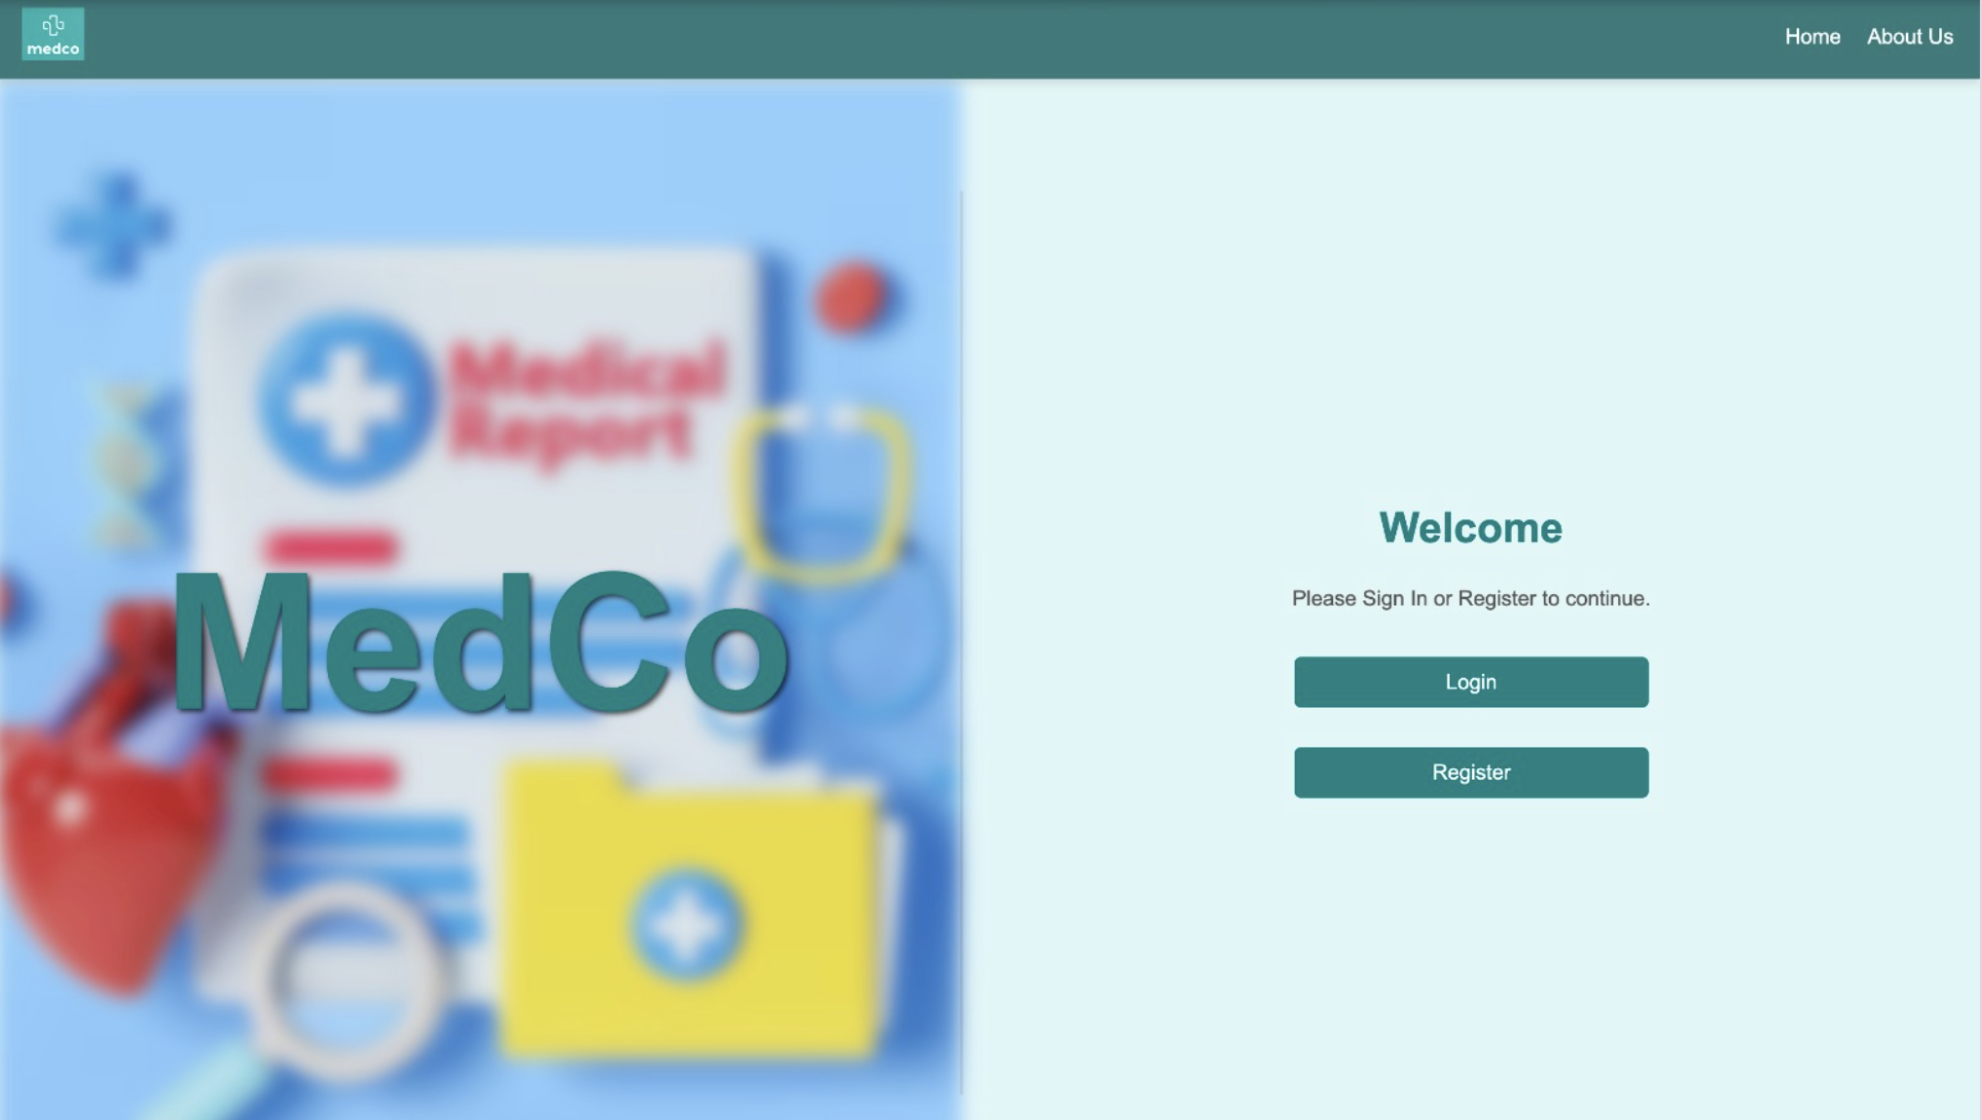 medco
Home About Us
Medical
Report
MedCo
Welcome
Please Sign In or Register to continue.
Login
Register